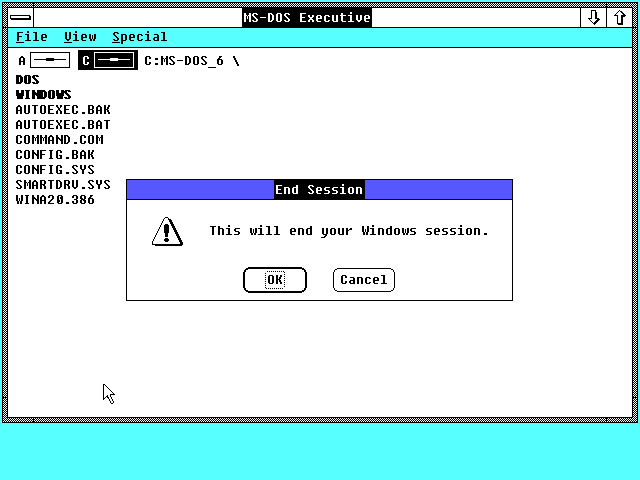 MS-DOS Executive
File View Special
A C C:MS-DOS_6 \
DOS
WINDOWS
AUTOEXEC.BAK
AUTOEXEC.BAT
COMMAND.COM
CONFIG.BAK
CONFIG.SYS
SMARTDRV.SYS
WINA20.386
End Session
This will end your Windows session.
OK Cancel